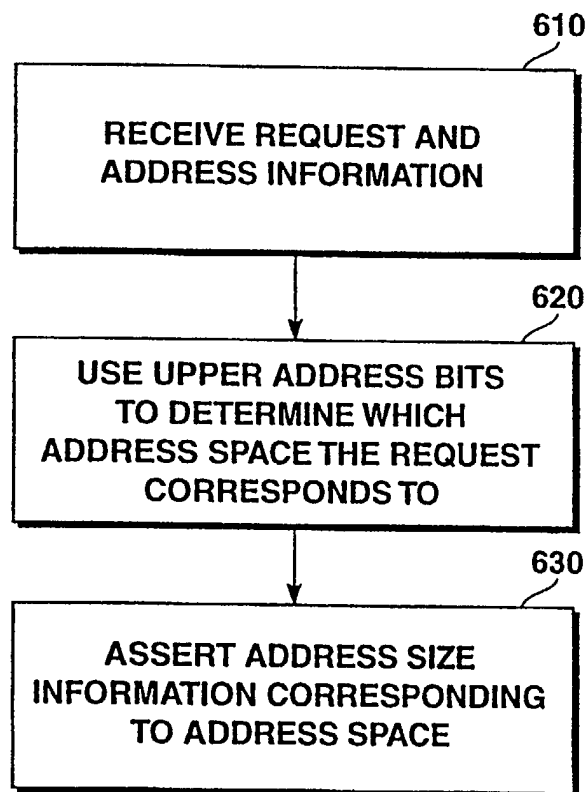 610
RECEIVE REQUEST AND
ADDRESS INFORMATION
620
USE UPPER ADDRESS BITS
TO DETERMINE WHICH
ADDRESS SPACE THE REQUEST
CORRESPONDS TO
630
ASSERT ADDRESS SIZE
INFORMATION CORRESPONDING
TO ADDRESS SPACE